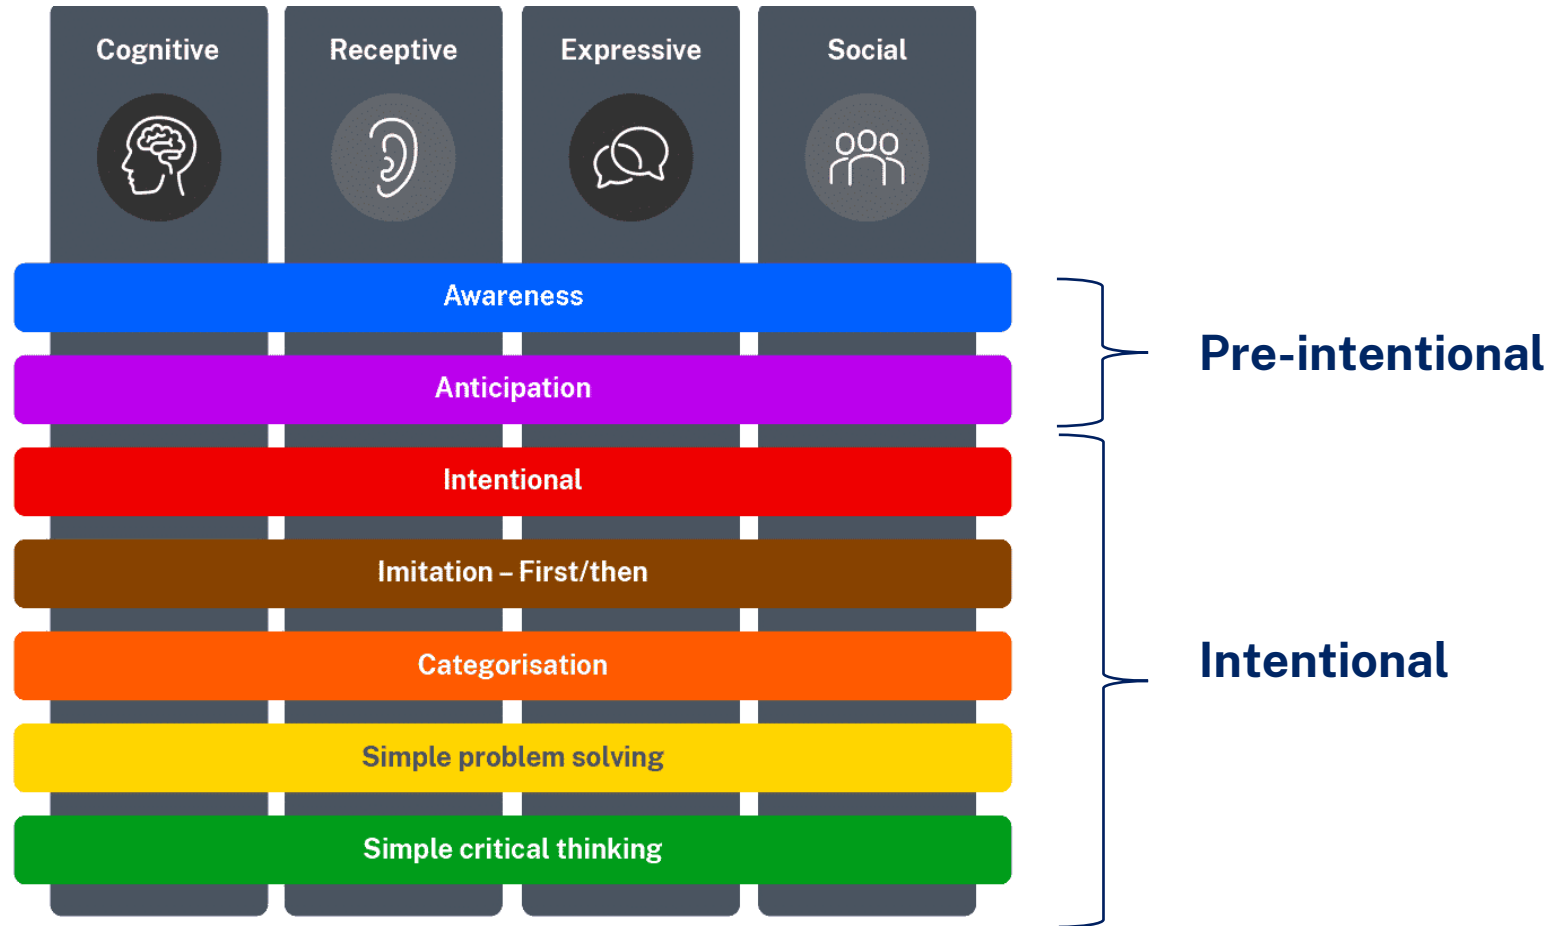 Cognitive
Receptive
Expressive
Social
Awareness
Anticipation
Pre-intentional
Intentional
Imitation – First/then
Categorisation
Intentional
Simple problem solving
Simple critical thinking